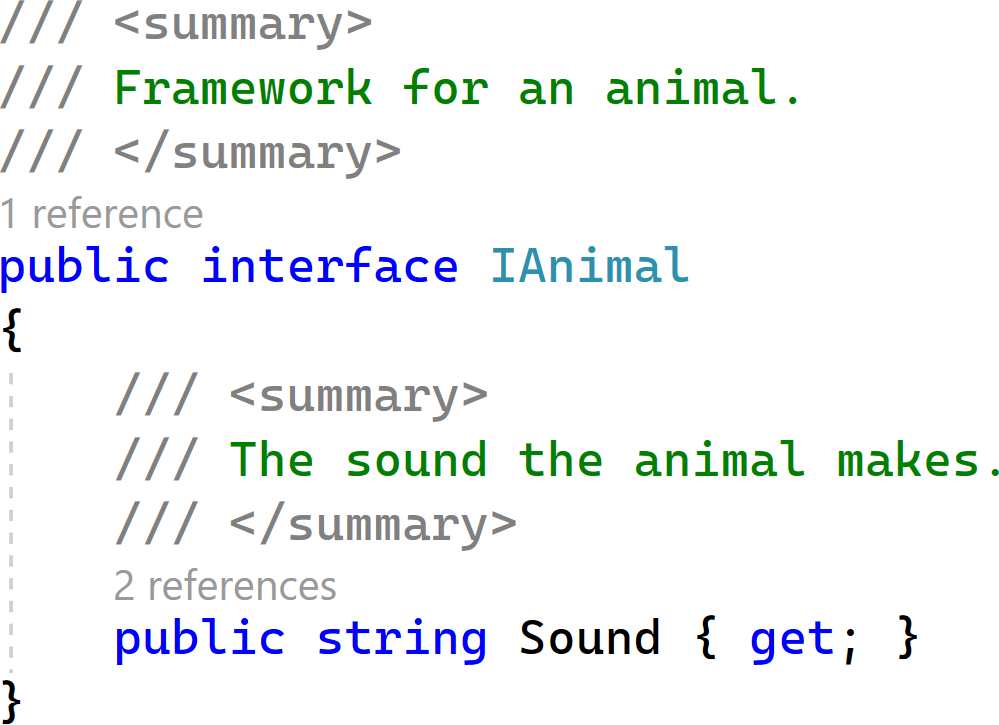 /// <summary>
/// Framework for an animal.
/// </summary>
1 reference
public interface IAnimal
{
/// <summary>
/// The sound the animal makes.
/// </summary>
2 references
public string Sound { get; }
}